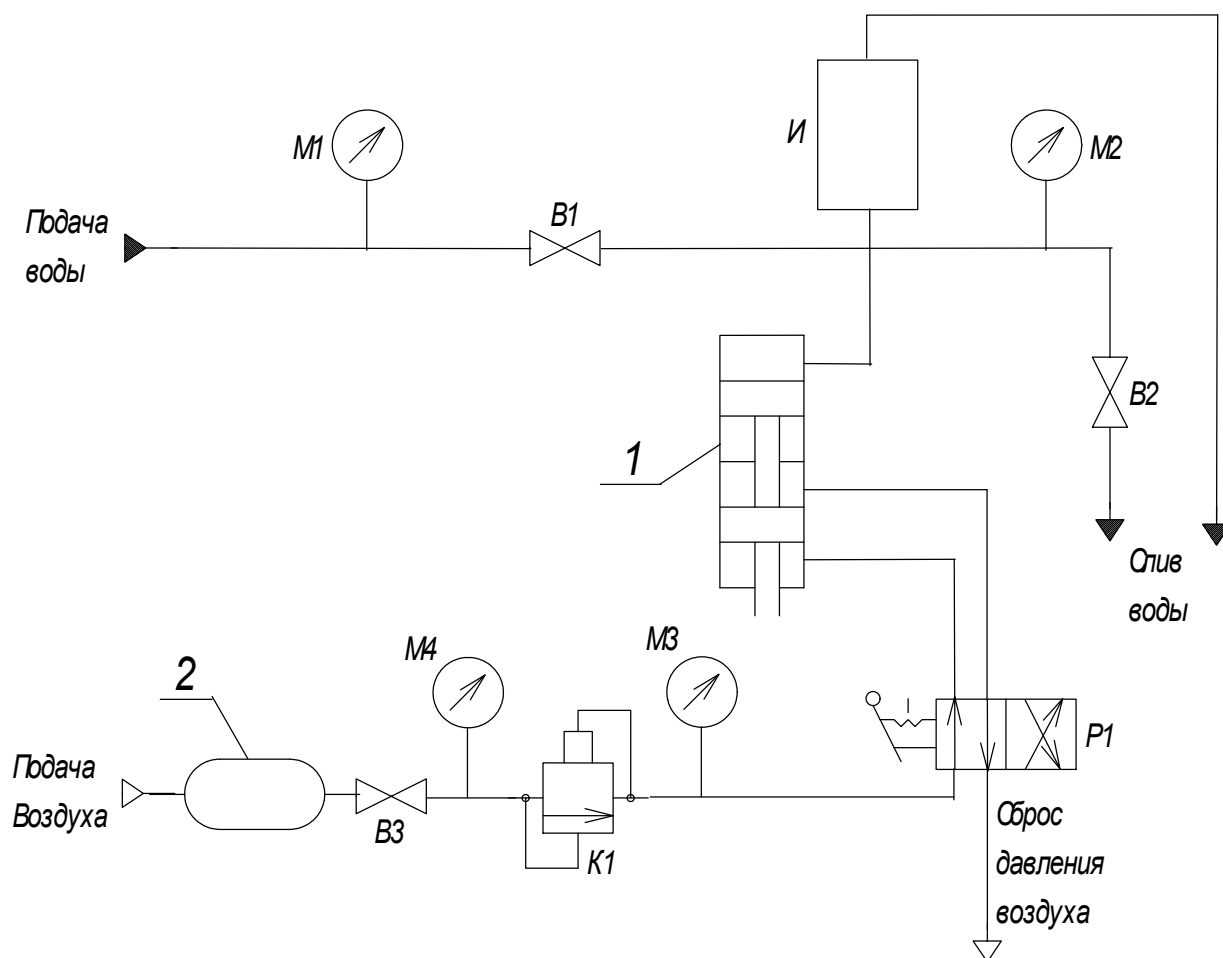 М1
И
М2
В1
Подача
воды
В2
1
Слив
воды
М4
М3
2
Р1
Подача
Воздуха
В3
К1
Сброс
давления
воздуха